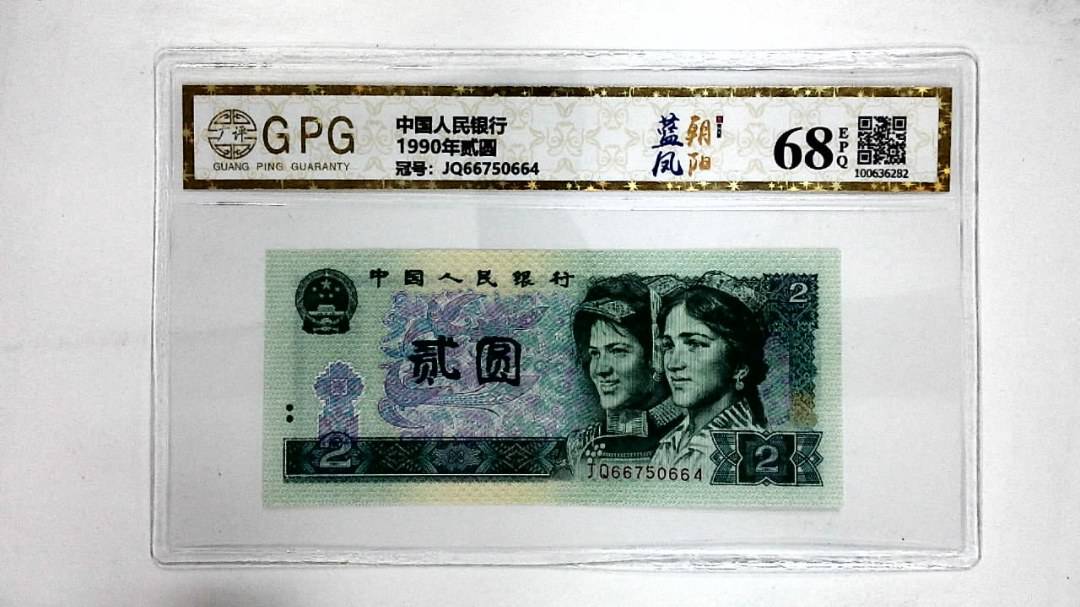 广评
GPG
GUANG PING GUARANTY
中国人民银行
1990年贰圆
冠号: JQ66750664
蓝凤
朝阳
68
EPQ
100636282
中国人民银行
2
贰圆
2
JQ66750664
2